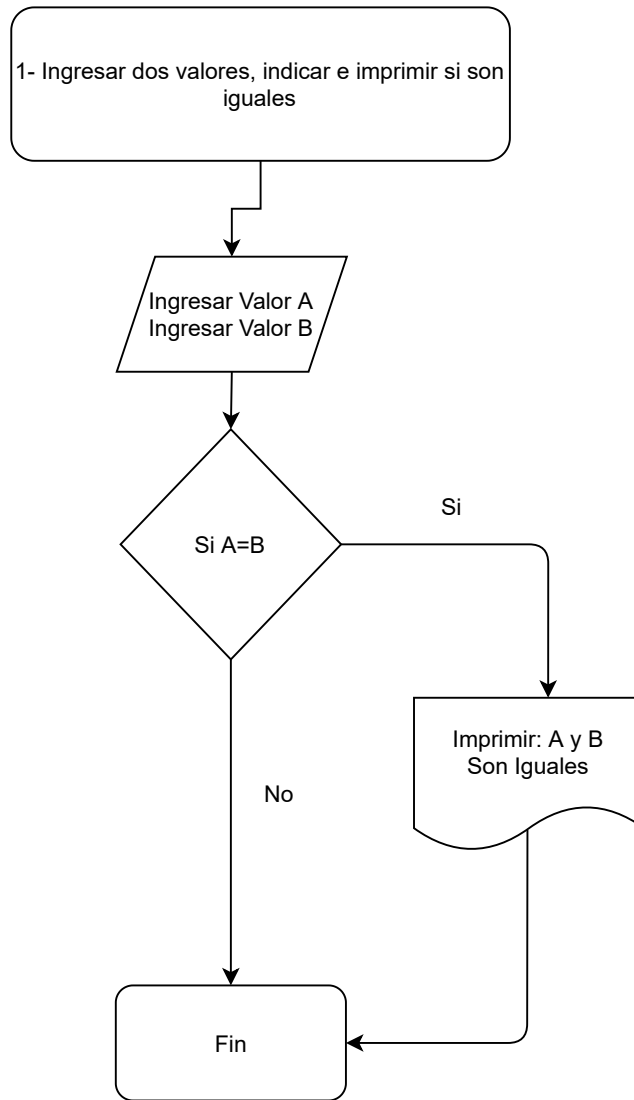 1- Ingresar dos valores, indicar e imprimir si son
iguales
Ingresar Valor A
Ingresar Valor B
Si A=B
Si
Imprimir: A y B
Son Iguales
No
Fin